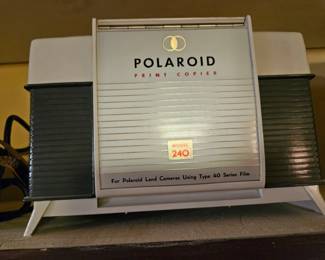 POLAROID
PRINT COPIER
MODEL
240
For Polaroid Land Cameras Using Type 40 Series Film